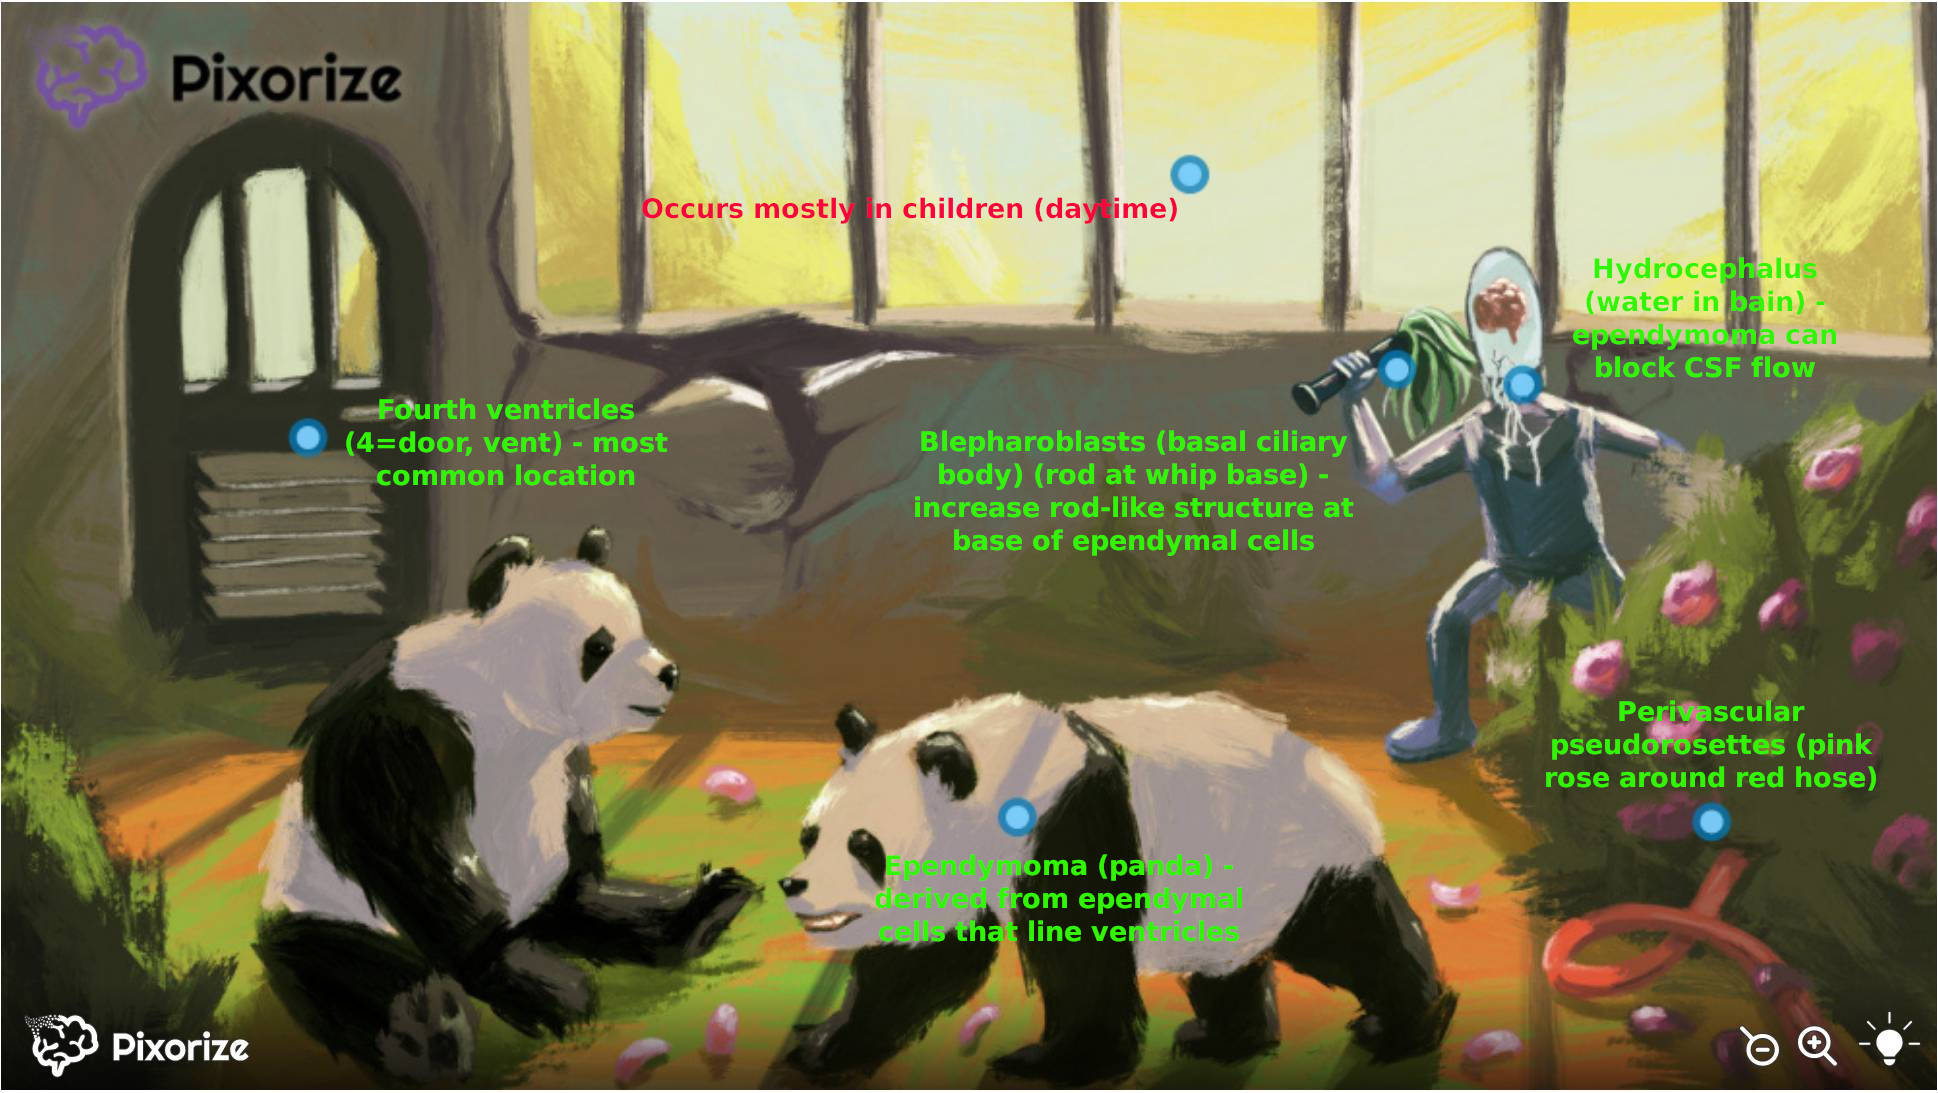 Pixorize
Occurs mostly in children (daytime)
Hydrocephalus
(water in bain) -
ependymoma can
block CSF flow
Fourth ventricles
(4=door, vent) - most
common location
Blepharoblasts (basal ciliary
body) (rod at whip base) -
increase rod-like structure at
base of ependymal cells
Perivascular
pseudorosettes (pink
rose around red hose)
Ependymoma (panda) -
derived from ependymal
cells that line ventricles
Pixorize